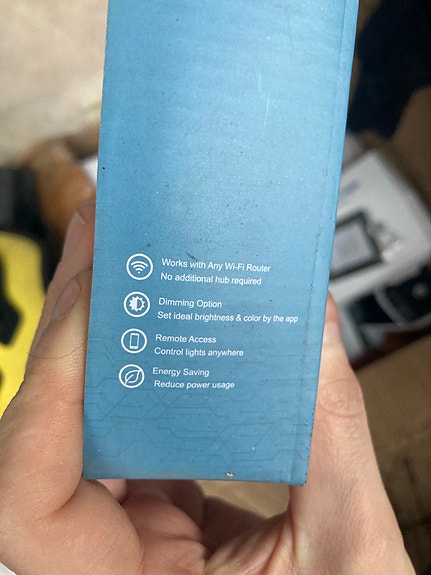 Works with Any Wi-Fi Router
No additional hub required
Dimming Option
Set ideal brightness & color by the app
Remote Access
Control lights anywhere
Energy Saving
Reduce power usage